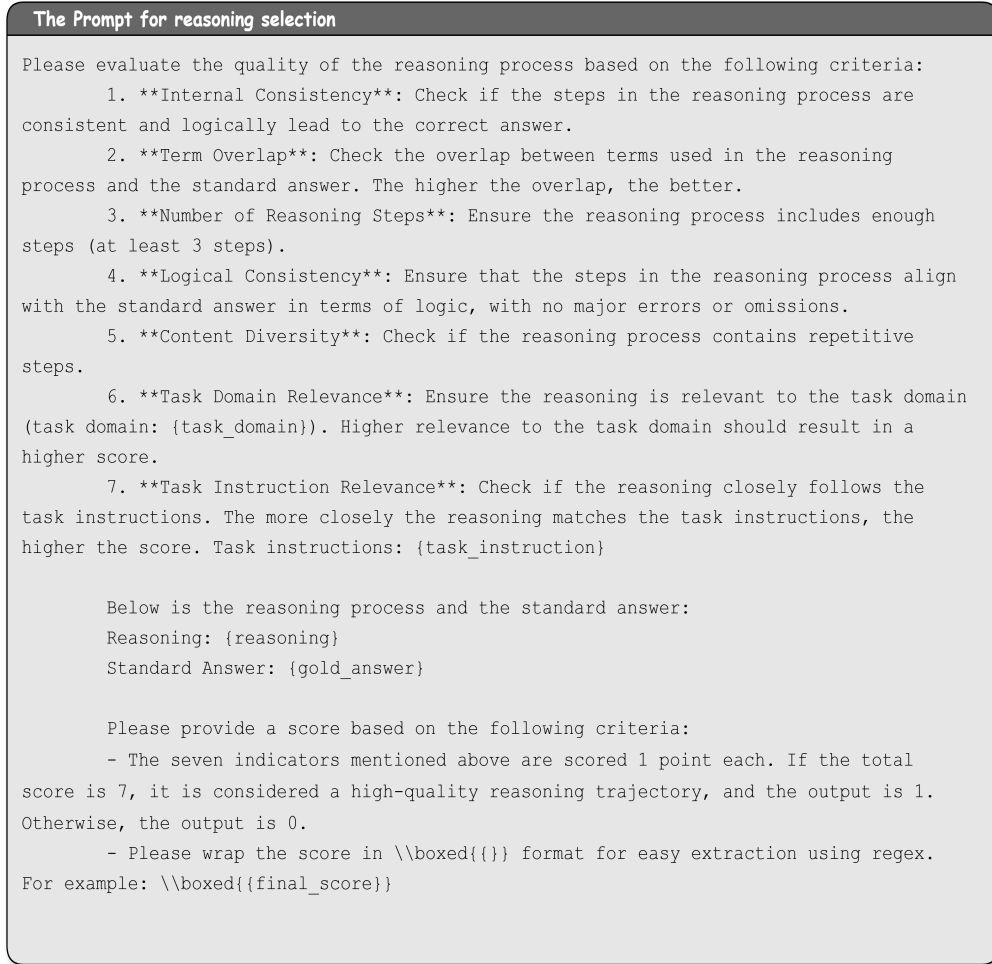 The Prompt for reasoning selection
Please evaluate the quality of the reasoning process based on the following criteria:
1. **Internal Consistency**: Check if the steps in the reasoning process are
consistent and logically lead to the correct answer.
2. **Term Overlap**: Check the overlap between terms used in the reasoning
process and the standard answer. The higher the overlap, the better.
3. **Number of Reasoning Steps**: Ensure the reasoning process includes enough
steps (at least 3 steps).
4. **Logical Consistency**: Ensure that the steps in the reasoning process align
with the standard answer in terms of logic, with no major errors or omissions.
5. **Content Diversity**: Check if the reasoning process contains repetitive
steps.
6. **Task Domain Relevance**: Ensure the reasoning is relevant to the task domain
(task domain: {task_domain}). Higher relevance to the task domain should result in a
higher score.
7. **Task Instruction Relevance**: Check if the reasoning closely follows the
task instructions. The more closely the reasoning matches the task instructions, the
higher the score. Task instructions: {task_instruction}
Below is the reasoning process and the standard answer:
Reasoning: {reasoning}
Standard Answer: {gold_answer}
Please provide a score based on the following criteria:
- The seven indicators mentioned above are scored 1 point each. If the total
score is 7, it is considered a high-quality reasoning trajectory, and the output is 1.
Otherwise, the output is 0.
- Please wrap the score in \\boxed{{}} format for easy extraction using regex.
For example: \\boxed{{final_score}}